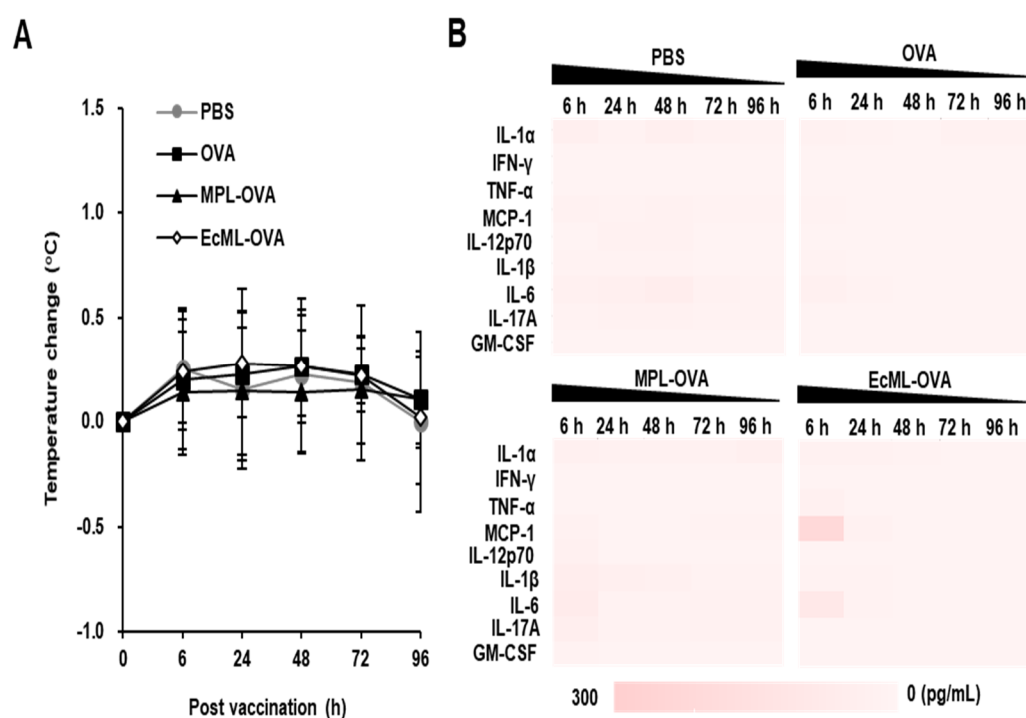 A
1.5
1.0
0.5
0.0
-0.5
-1.0
Temperature change (°C)
PBS
OVA
MPL-OVA
EcML-OVA
0 6 24 48 72 96
Post vaccination (h)
B
PBS
6 h 24 h 48 h 72 h 96 h
OVA
6 h 24 h 48 h 72 h 96 h
IL-1α
IFN-γ
TNF-α
MCP-1
IL-12p70
IL-1β
IL-6
IL-17A
GM-CSF
MPL-OVA
6 h 24 h 48 h 72 h 96 h
EcML-OVA
6 h 24 h 48 h 72 h 96 h
IL-1α
IFN-γ
TNF-α
MCP-1
IL-12p70
IL-1β
IL-6
IL-17A
GM-CSF
300 0 (pg/mL)